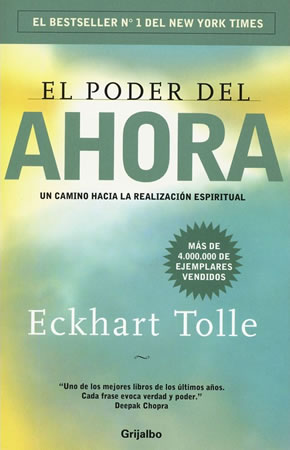 EL BESTSELLER N° 1 DEL NEW YORK TIMES
EL PODER DEL
AHORA
UN CAMINO HACIA LA REALIZACIÓN ESPIRITUAL
MÁS DE
4.000.000 DE
EJEMPLARES
VENDIDOS
Eckhart Tolle
"Uno de los mejores libros de los últimos años.
Cada frase evoca verdad y poder."
Deepak Chopra
Grijalbo